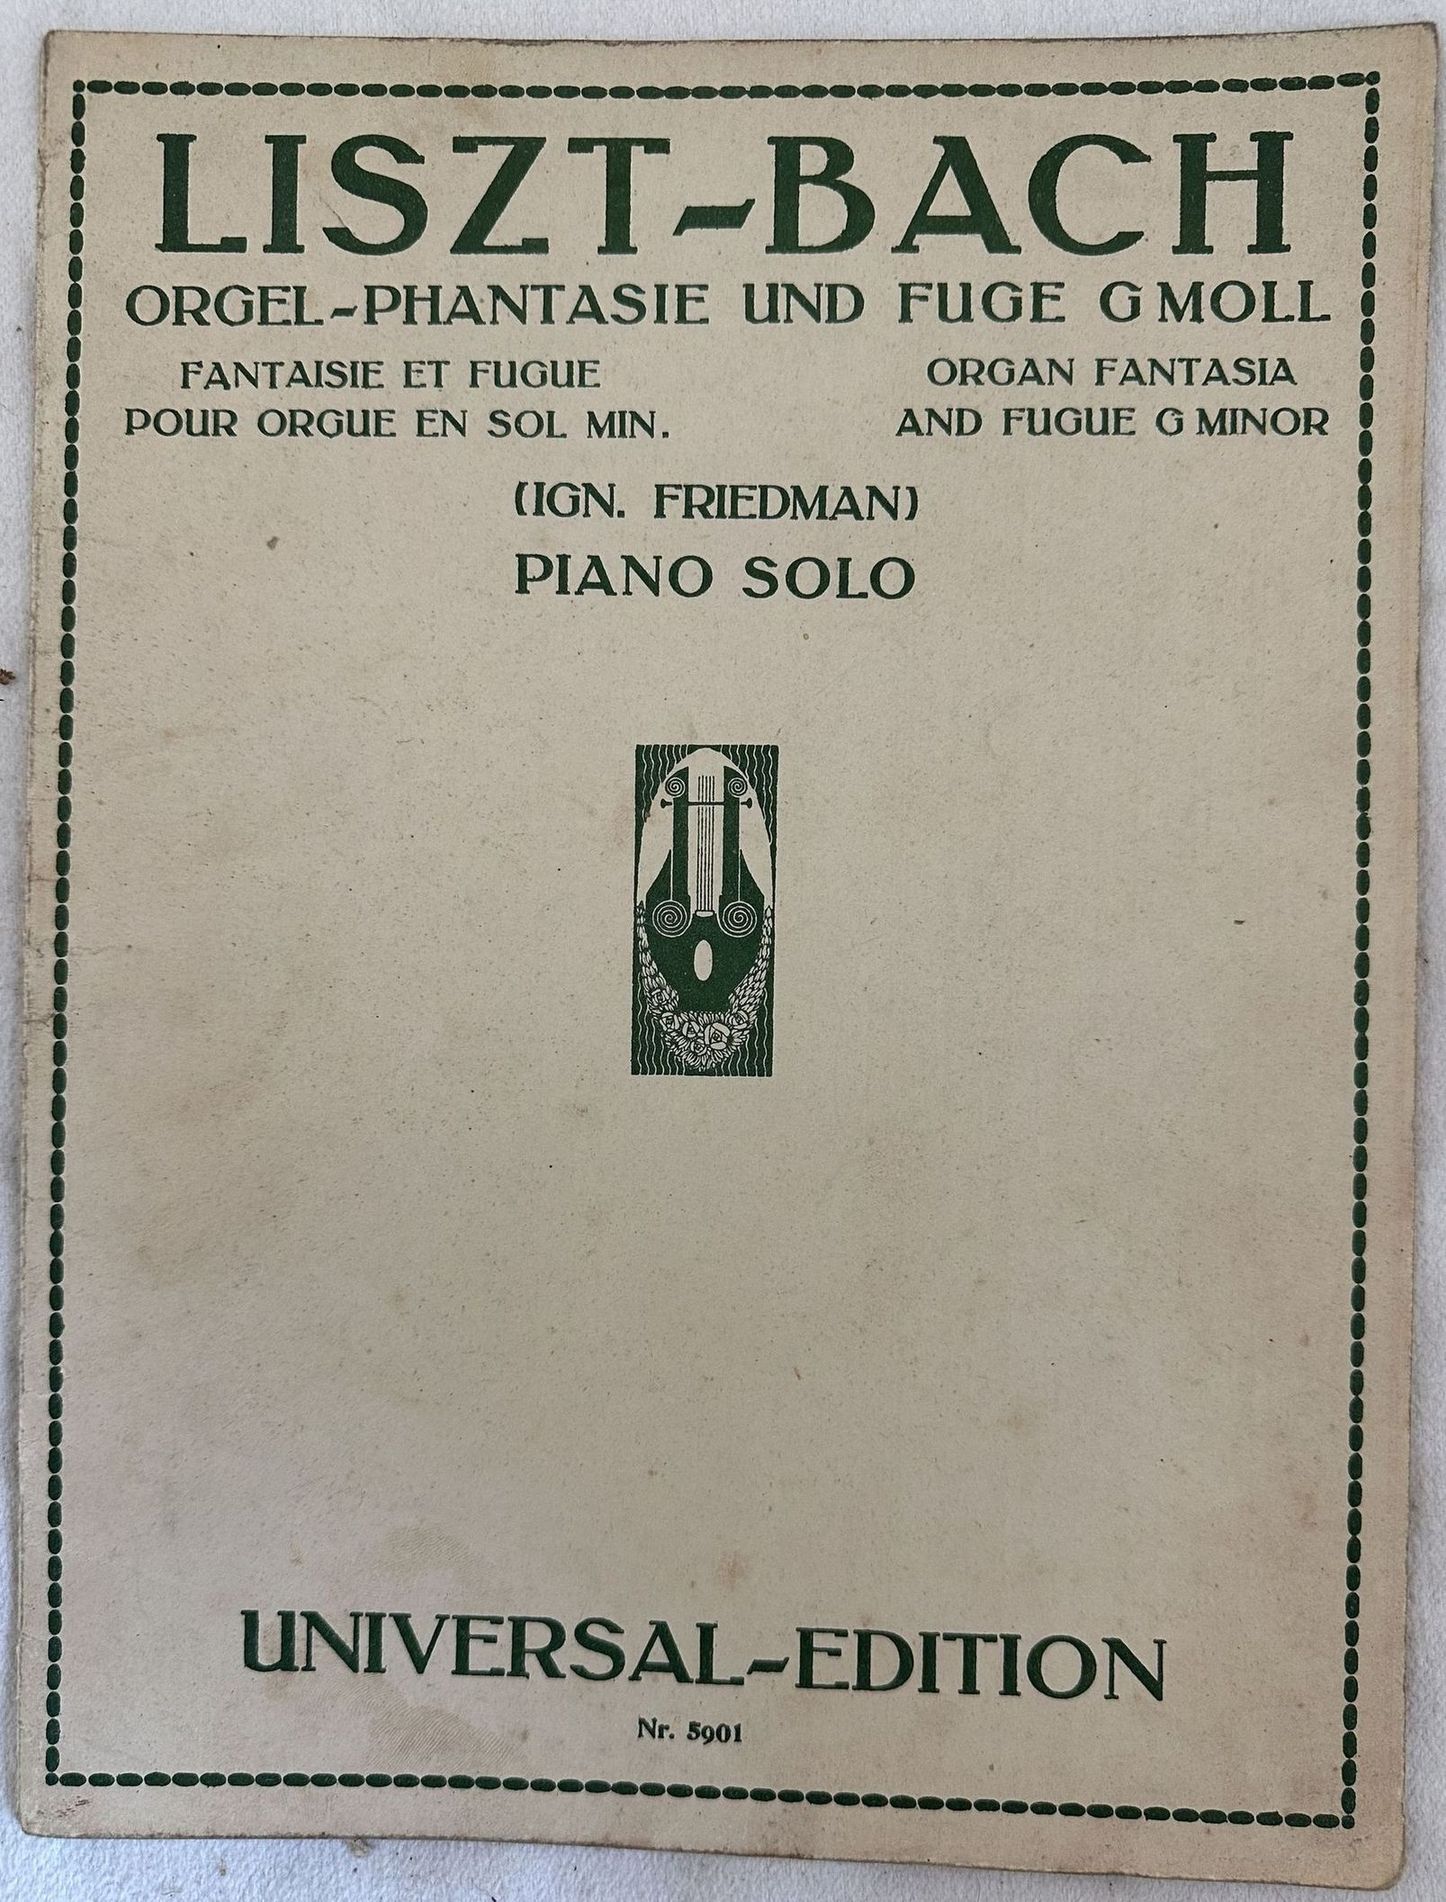 LISZT-BACH
ORGEL-PHANTASIE UND FUGE G MOLL
FANTAISIE ET FUGUE
POUR ORGUE EN SOL MIN.
ORGAN FANTASIA
AND FUGUE G MINOR
(IGN. FRIEDMAN)
PIANO SOLO
UNIVERSAL-EDITION
Nr. 5901